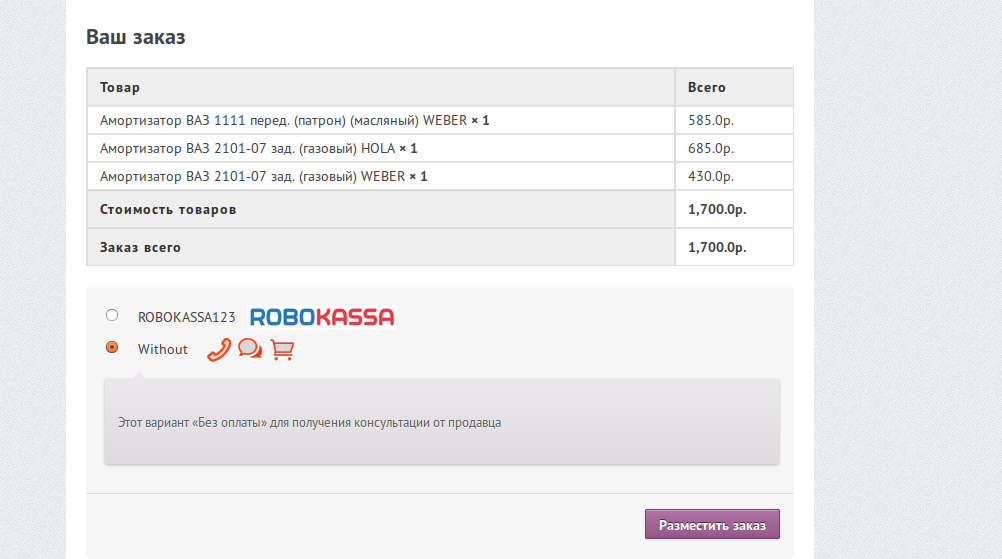 Ваш заказ
Товар Всего
Амортизатор ВАЗ 1111 перед. (патрон) (масляный) WEBER × 1 585.0р.
Амортизатор ВАЗ 2101-07 зад. (газовый) HOLA × 1 685.0р.
Амортизатор ВАЗ 2101-07 зад. (газовый) WEBER × 1 430.0р.
Стоимость товаров 1,700.0р.
Заказ всего 1,700.0р.
ROBOKASSA123 ROBOKASSA
Without
Этот вариант «Без оплаты» для получения консультации от продавца
Разместить заказ